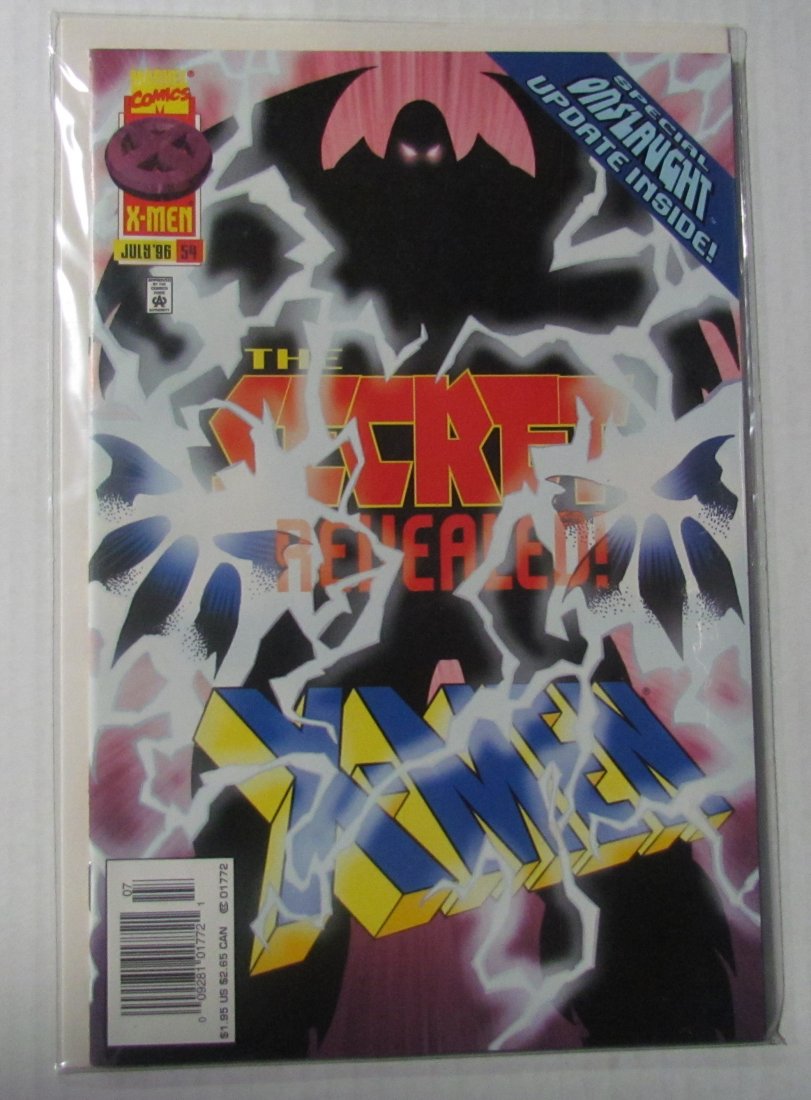 MARVEL®
COMICS
X-MEN
JULY '96 54
APPROVED
BY THE
COMICS
CODE
AUTHORITY
SPECIAL
ONSLAUGHT™
UPDATE INSIDE!
THE
SECRET
REVEALED!
X-MEN®
07
0 09281 01772 1
$1.95 US $2.65 CAN 01772